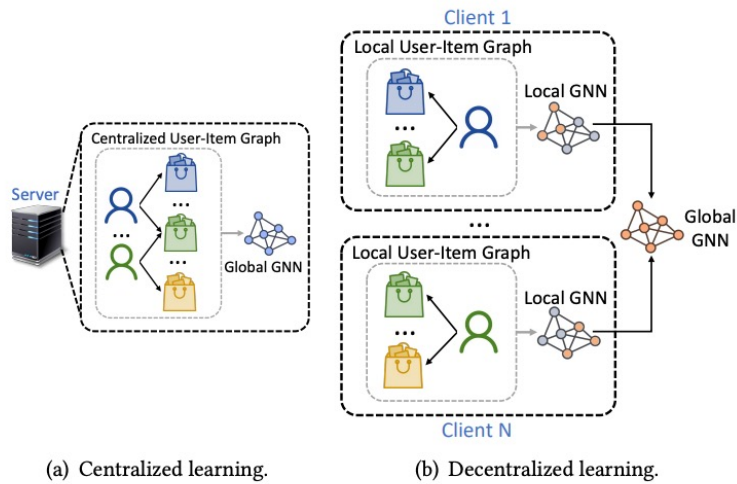 Server
Centralized User-Item Graph
...
...
...
Global GNN
(a) Centralized learning.
Client 1
Local User-Item Graph
...
Local GNN
...
Local User-Item Graph
...
Local GNN
Client N
Global
GNN
(b) Decentralized learning.